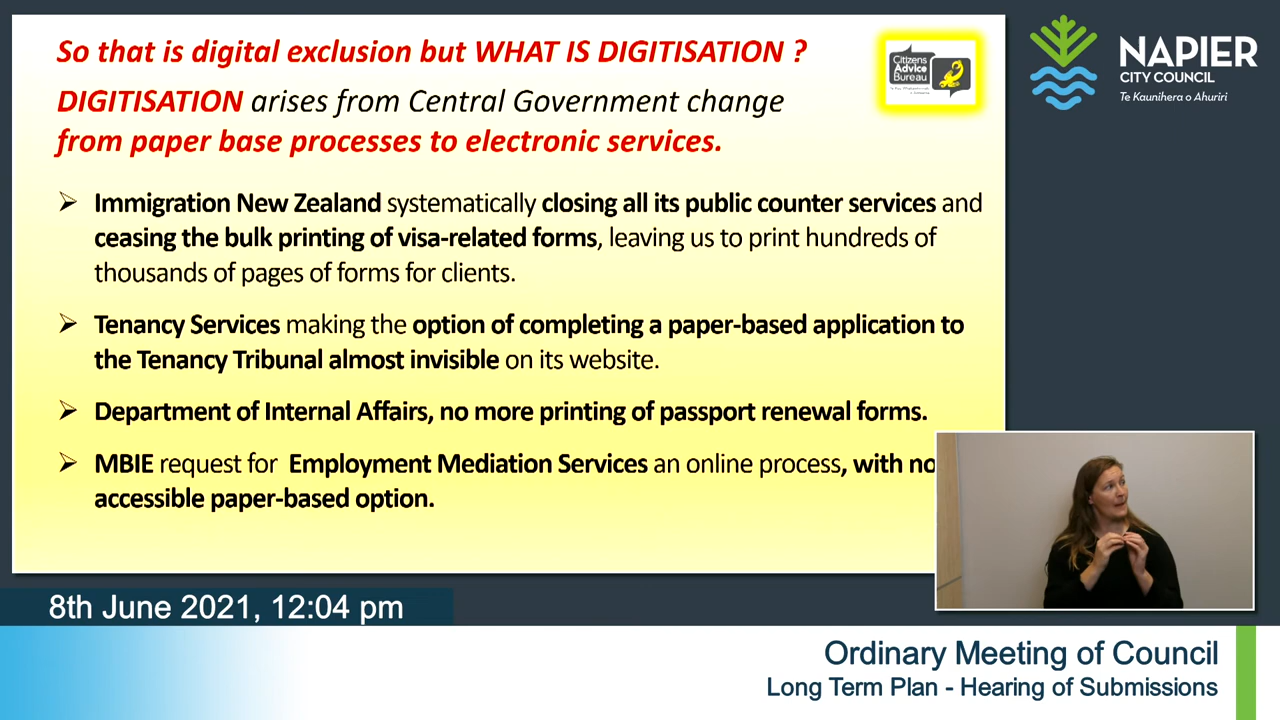 So that is digital exclusion but WHAT IS DIGITISATION ?
DIGITISATION arises from Central Government change
from paper base processes to electronic services.
Citizens
Advice
Bureau
NAPIER
CITY COUNCIL
Te Kaunihera o Ahuriri
➢ Immigration New Zealand systematically closing all its public counter services and
ceasing the bulk printing of visa-related forms, leaving us to print hundreds of
thousands of pages of forms for clients.
➢ Tenancy Services making the option of completing a paper-based application to
the Tenancy Tribunal almost invisible on its website.
➢ Department of Internal Affairs, no more printing of passport renewal forms.
➢ MBIE request for Employment Mediation Services an online process, with no
accessible paper-based option.
8th June 2021, 12:04 pm
Ordinary Meeting of Council
Long Term Plan - Hearing of Submissions